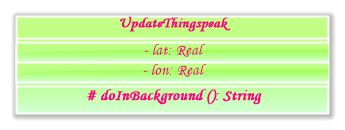 UpdateThingspeak
- lat: Real
- lon: Real
# doInBackground (): String